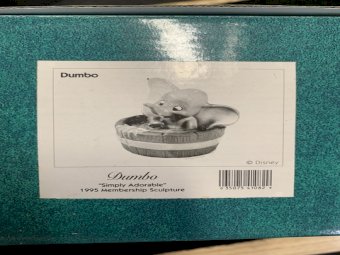 Dumbo
© Disney
Dumbo
"Simply Adorable"
1995 Membership Sculpture